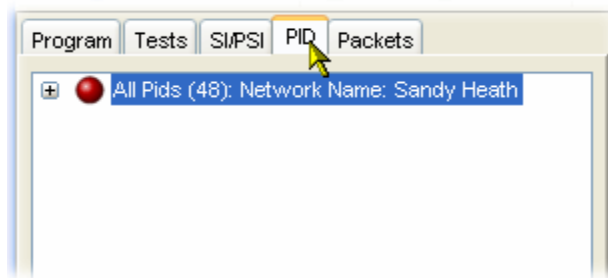 Program Tests SI/PSI PID Packets
All Pids (48): Network Name: Sandy Heath